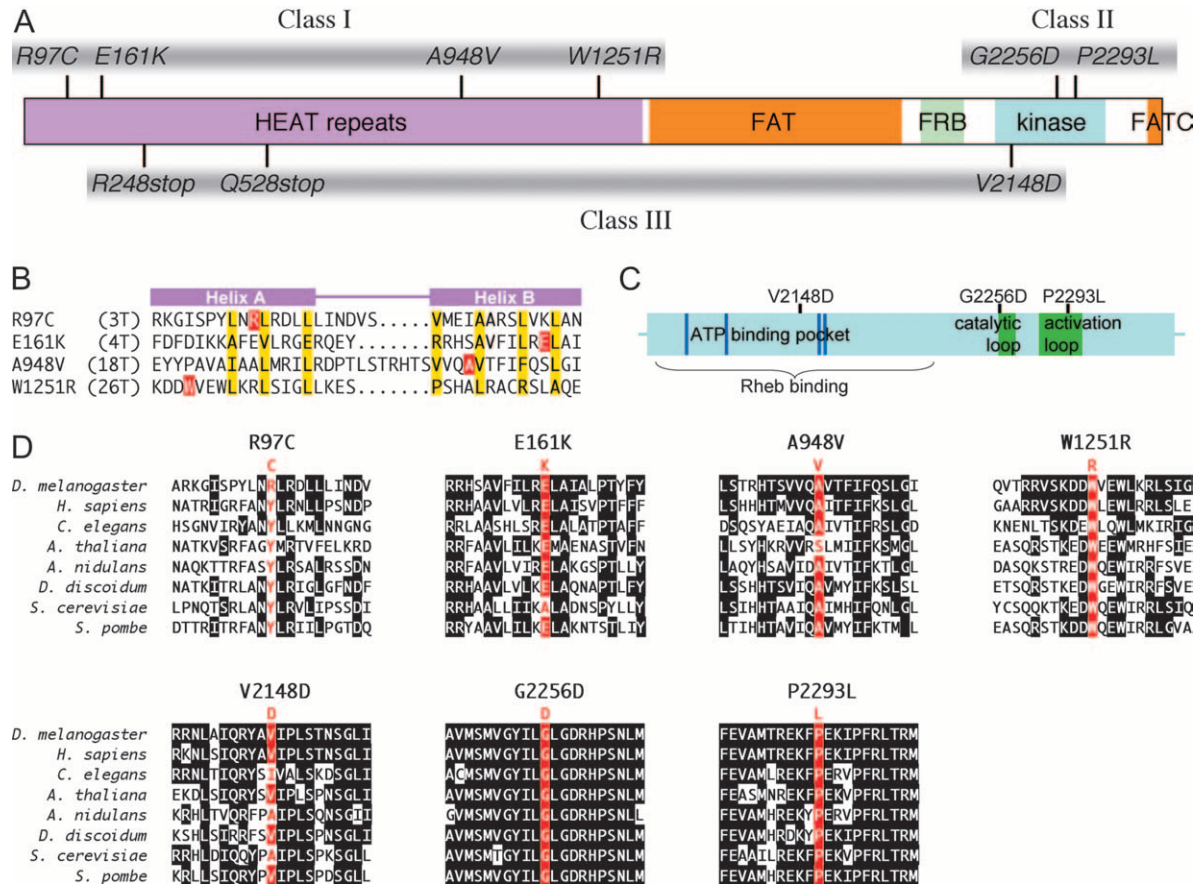 A
Class I
Class II
R97C E161K A948V W1251R G2256D P2293L
HEAT repeats FAT FRB kinase FATC
R248stop Q528stop V2148D
Class III
B
Helix A Helix B
R97C (3T) RKGISPYLNRLRDLLLINDVS.....VMEIAARSLVKLAN
E161K (4T) FDFDIKKAFEVLRGERQEY......RRHSAVFILRELAI
A948V (18T) EYYPAVAIAALMRILRDPTLSTRHTSVVQAVTFIFQSLGI
W1251R (26T) KDDWVEWLKRLSIGLLKES.......PSHALRACRSLAQE
C
V2148D G2256D P2293L
ATP binding pocket catalytic loop activation loop
Rheb binding
D
R97C E161K A948V W1251R
C K V R
D. melanogaster ARKGISPYLNRLRDLLLINDV RRHSAVFILRELAIALPTYFY LSTRHTSVVQAVTFIFQSLGI QVTRRVSKDDWVEWLKRLSIG
H. sapiens NATRIGRFANYLRNLLPSNDP RRHAAVLVLRELAISVPTFFF LSHHHTMVVQAITFIFKSLGL GAARRVSKDDWLEWLRRLSLE
C. elegans HSGNVIRYANYLLKMLNNGNG RRLAASHLSRELALATPTAFF DSQSYAEIAQAIVTIFRSLGD KNENLTSKDEWLQWLMKIRIG
A. thaliana NATKVSRFAGYMRTVFELKRD RRFAAVLILKEMAENASTVFN LLSYHKRVVRSLMIIFKSMGL EASQRSTKEDWEEWMRHFSIE
A. nidulans NAQKTTRFASYLRSALRSSDN RRFAAVLVIRELAKGSPTLLY LAQYHSAVIDAIVTIFKTLGL DASQKSTREDWQEWIRRFSVE
D. discoidum NATKITRLANYLRGLGFNDF RRHAAVLVLKELAQNAPTLFY LSSHHTSVIQAVMYIFKSLSL ETSQRSTKEDWGEWIRRFSVE
S. cerevisiae LPNQTSRLANYLRVLIPSSDI RRHAALLIIKALADNSPYLLY LSIHHTAAIQAIMHIFQNLGL YCSQQKTKEDWQEWIRRLSIQ
S. pombe DTTRITRFANYLRIILPGTDQ RRYAAVLILKELAKNTSTLIY LTIHHTAVIQAVMYIFKTMLL EASQRSTKDDWQEWIRRLGVA
V2148D G2256D P2293L
D D L
D. melanogaster RRNLAIQRYAVIPLSTNSGLI AVMSMVGYILGLGDRHPSNLM FEVAMTREKFPEKIPFRLTRM
H. sapiens RKNLSIQRYAVIPLSTNSGLI AVMSMVGYILGLGDRHPSNLM FEVAMTREKFPEKIPFRLTRM
C. elegans RRNLTIQRYSIVALSKDSGLI ACMSMVGYILGLGDRHPSNLM FEVAMLREKFPERVPFRLTRM
A. thaliana EKDLSIQRYSVIPLSPNSGLI AVMSMVGYILGLGDRHPSNLM FEASMNREKFPEKVPFRLTRM
A. nidulans KRHLTVQRFPAIPLSQNSGII GVMSMVGYILGLGDRHPSNLL FEVAMHREKYPERVPFRLTRM
D. discoidum KSHLSIRRFSVIPLSPNSGLI AVMSMVGYILGLGDRHPSNLM FEVAMHRDKYPEKIPFRLTRM
S. cerevisiae RRHLDIQQYPAIPLSPKSGLL AVMSMTGYILGLGDRHPSNLM FEAAILREKFPEKVPFRLTRM
S. pombe KRLLSIQRYPVIPLSPNSGLL AVMSMVGYILGLGDRHPSNLM FEVAMHREKFPEKIPFRLTRM